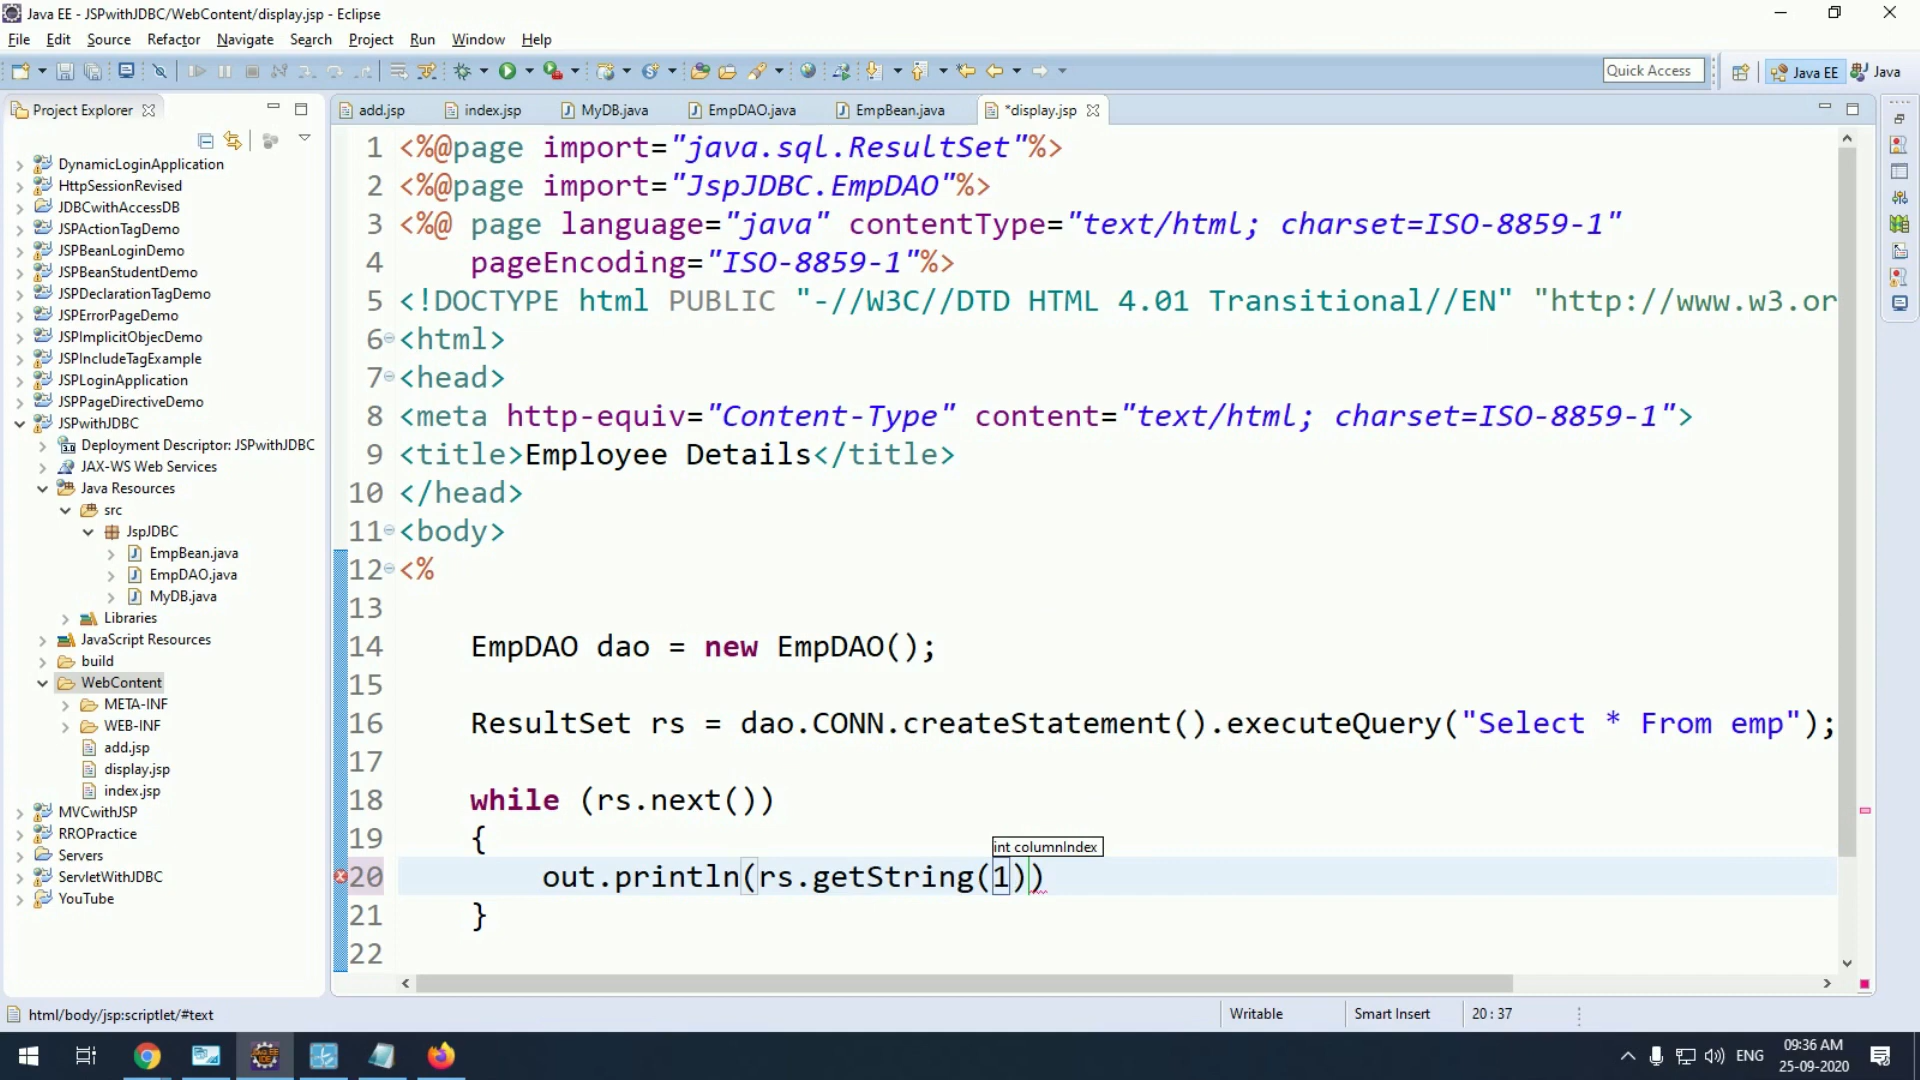 Java EE - JSPwithJDBC/WebContent/display.jsp - Eclipse
File Edit Source Refactor Navigate Search Project Run Window Help
Quick Access Java EE Java
Project Explorer
add.jsp index.jsp MyDB.java EmpDAO.java EmpBean.java *display.jsp
DynamicLoginApplication
HttpSessionRevised
JDBCwithAccessDB
JSPActionTagDemo
JSPBeanLoginDemo
JSPBeanStudentDemo
JSPDeclarationTagDemo
JSPErrorPageDemo
JSPImplicitObjecDemo
JSPIncludeTagExample
JSPLoginApplication
JSPPageDirectiveDemo
JSPwithJDBC
Deployment Descriptor: JSPwithJDBC
JAX-WS Web Services
Java Resources
src
JspJDBC
EmpBean.java
EmpDAO.java
MyDB.java
Libraries
JavaScript Resources
build
WebContent
META-INF
WEB-INF
add.jsp
display.jsp
index.jsp
MVCwithJSP
RROPractice
Servers
ServletWithJDBC
YouTube
1 <%@page import="java.sql.ResultSet"%>
2 <%@page import="JspJDBC.EmpDAO"%>
3 <%@ page language="java" contentType="text/html; charset=ISO-8859-1"
4 pageEncoding="ISO-8859-1"%>
5 <!DOCTYPE html PUBLIC "-//W3C//DTD HTML 4.01 Transitional//EN" "http://www.w3.or
6 <html>
7 <head>
8 <meta http-equiv="Content-Type" content="text/html; charset=ISO-8859-1">
9 <title>Employee Details</title>
10 </head>
11 <body>
12 <%
13
14 EmpDAO dao = new EmpDAO();
15
16 ResultSet rs = dao.CONN.createStatement().executeQuery("Select * From emp");
17
18 while (rs.next())
19 {
int columnIndex
20 out.println(rs.getString(1))
21 }
22
html/body/jsp:scriptlet/#text Writable Smart Insert 20 : 37
ENG 09:36 AM
25-09-2020